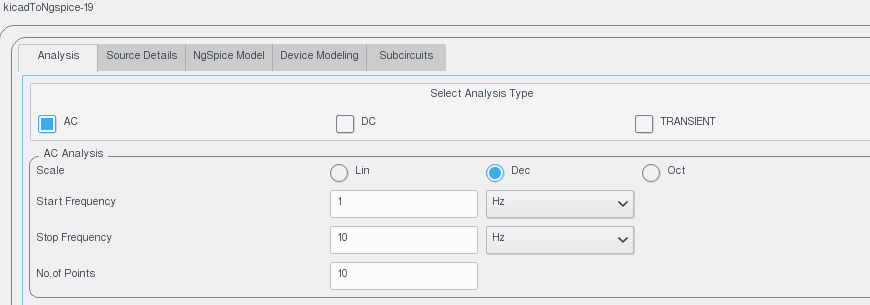 kicadToNgspice-19
Analysis Source Details NgSpice Model Device Modeling Subcircuits
Select Analysis Type
AC DC TRANSIENT
AC Analysis
Scale Lin Dec Oct
Start Frequency 1 Hz
Stop Frequency 10 Hz
No.of Points 10